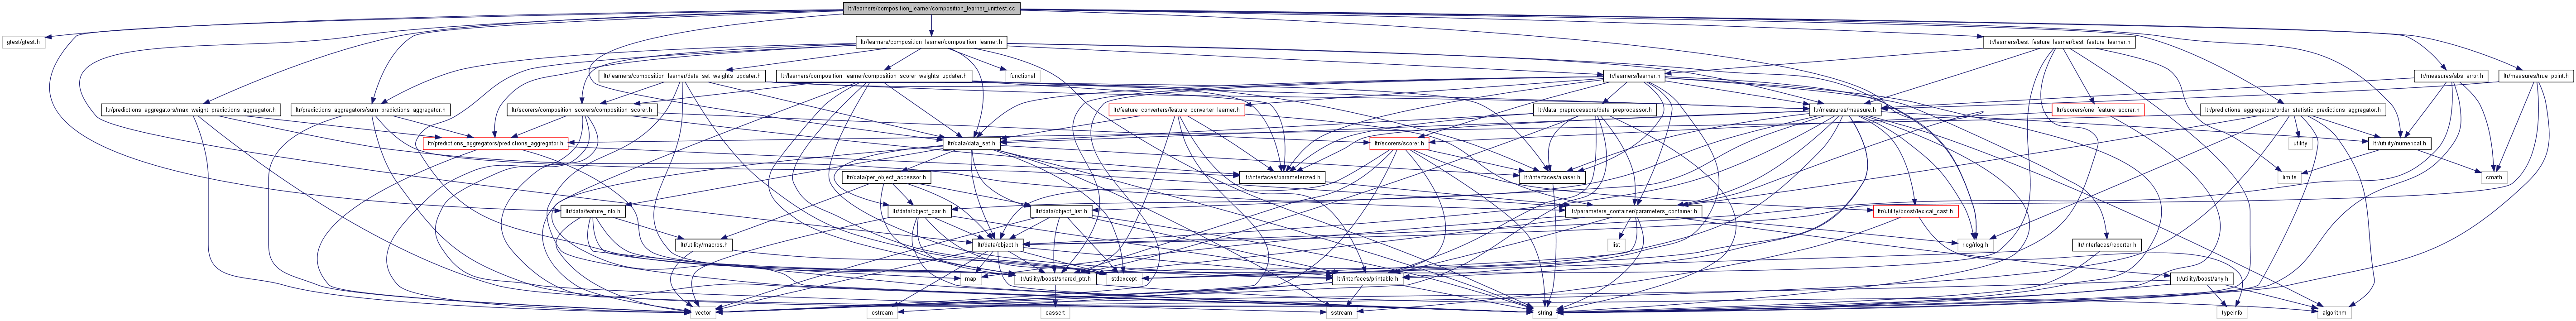 ltr/learners/composition_learner/composition_learner_unittest.cc
gtest/gtest.h
ltr/learners/composition_learner/composition_learner.h
ltr/learners/best_feature_learner/best_feature_learner.h
ltr/learners/composition_learner/data_set_weights_updater.h
ltr/learners/composition_learner/composition_scorer_weights_updater.h
functional
ltr/learners/learner.h
ltr/measures/abs_error.h
ltr/measures/true_point.h
ltr/predictions_aggregators/max_weight_predictions_aggregator.h
ltr/predictions_aggregators/sum_predictions_aggregator.h
ltr/scorers/composition_scorers/composition_scorer.h
ltr/feature_converters/feature_converter_learner.h
ltr/data_preprocessors/data_preprocessor.h
ltr/measures/measure.h
ltr/scorers/one_feature_scorer.h
ltr/predictions_aggregators/order_statistic_predictions_aggregator.h
ltr/predictions_aggregators/predictions_aggregator.h
ltr/data/data_set.h
ltr/scorers/scorer.h
utility
ltr/utility/numerical.h
ltr/data/per_object_accessor.h
ltr/interfaces/parameterized.h
ltr/interfaces/aliaser.h
limits
cmath
ltr/data/feature_info.h
ltr/data/object_pair.h
ltr/data/object_list.h
ltr/parameters_container/parameters_container.h
ltr/utility/boost/lexical_cast.h
ltr/utility/macros.h
ltr/data/object.h
list
rlog/rlog.h
ltr/interfaces/reporter.h
map
ltr/utility/boost/shared_ptr.h
stdexcept
ltr/interfaces/printable.h
ltr/utility/boost/any.h
vector
ostream
cassert
sstream
string
typeinfo
algorithm